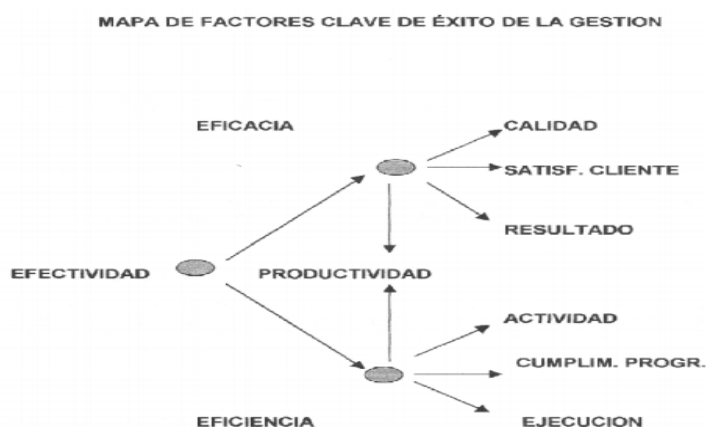 MAPA DE FACTORES CLAVE DE ÉXITO DE LA GESTION
EFICACIA
CALIDAD
SATISF. CLIENTE
RESULTADO
EFECTIVIDAD
PRODUCTIVIDAD
ACTIVIDAD
CUMPLIM. PROGR.
EFICIENCIA
EJECUCION